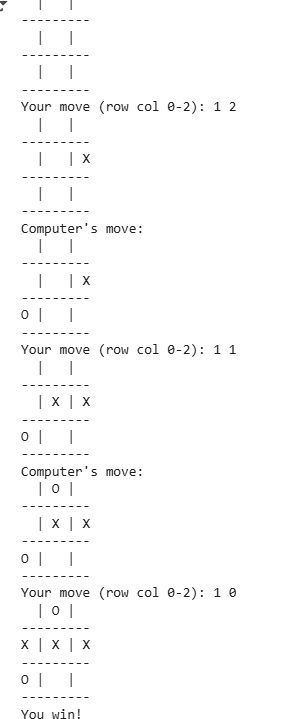 |   |
---------
  |   |
---------
  |   |
---------
Your move (row col 0-2): 1 2
  |   |
---------
  |   | X
---------
  |   |
---------
Computer's move:
  |   |
---------
  |   | X
---------
O |   |
---------
Your move (row col 0-2): 1 1
  |   |
---------
  | X | X
---------
O |   |
---------
Computer's move:
  | O |
---------
  | X | X
---------
O |   |
---------
Your move (row col 0-2): 1 0
  | O |
---------
X | X | X
---------
O |   |
---------
You win!